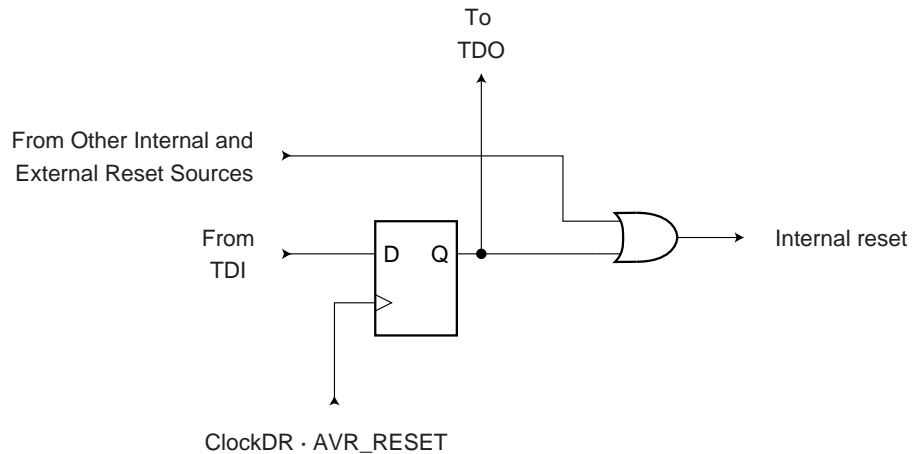 To
TDO
From Other Internal and
External Reset Sources
From
TDI
D Q
Internal reset
ClockDR · AVR_RESET